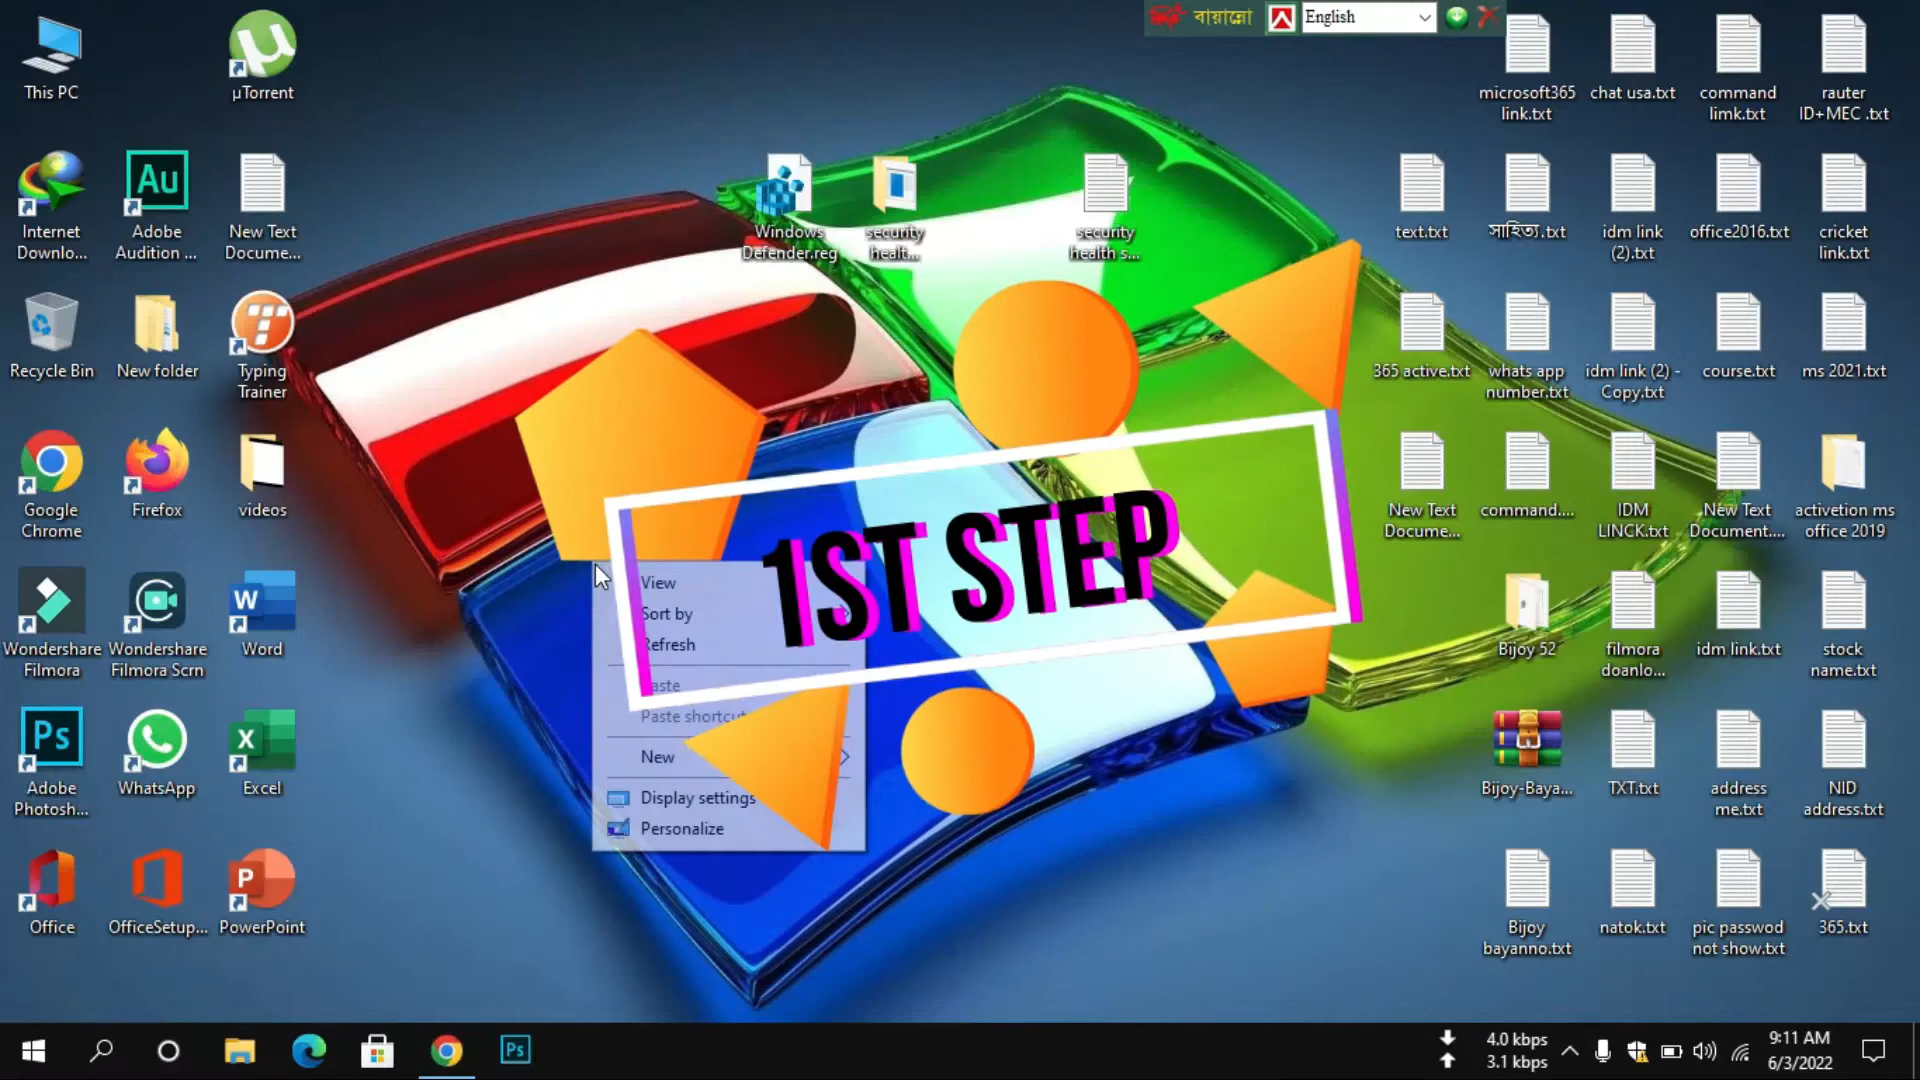 বায়ান্নো
English
This PC
µTorrent
microsoft365
link.txt
chat usa.txt
command
limk.txt
rauter
ID+MEC .txt
Internet
Downlo...
Au
Adobe
Audition ...
New Text
Docume...
Windows
Defender.reg
security
healt...
security
health s...
text.txt
সাহিত্য.txt
idm link
(2).txt
office2016.txt
cricket
link.txt
Recycle Bin
New folder
Typing
Trainer
365 active.txt
whats app
number.txt
idm link (2) -
Copy.txt
course.txt
ms 2021.txt
Google
Chrome
Firefox
videos
New Text
Docume...
command....
IDM
LINCK.txt
New Text
Document....
activetion ms
office 2019
1ST STEP
View
Sort by
Refresh
Paste shortcut
New
Display settings
Personalize
Wondershare
Filmora
Wondershare
Filmora Scrn
W
Word
Bijoy 52
filmora
doanlo...
idm link.txt
stock
name.txt
Ps
Adobe
Photosh...
WhatsApp
X
Excel
Bijoy-Baya...
TXT.txt
address
me.txt
NID
address.txt
Office
OfficeSetup...
P
PowerPoint
Bijoy
bayanno.txt
natok.txt
pic passwod
not show.txt
365.txt
Ps
4.0 kbps
3.1 kbps
9:11 AM
6/3/2022